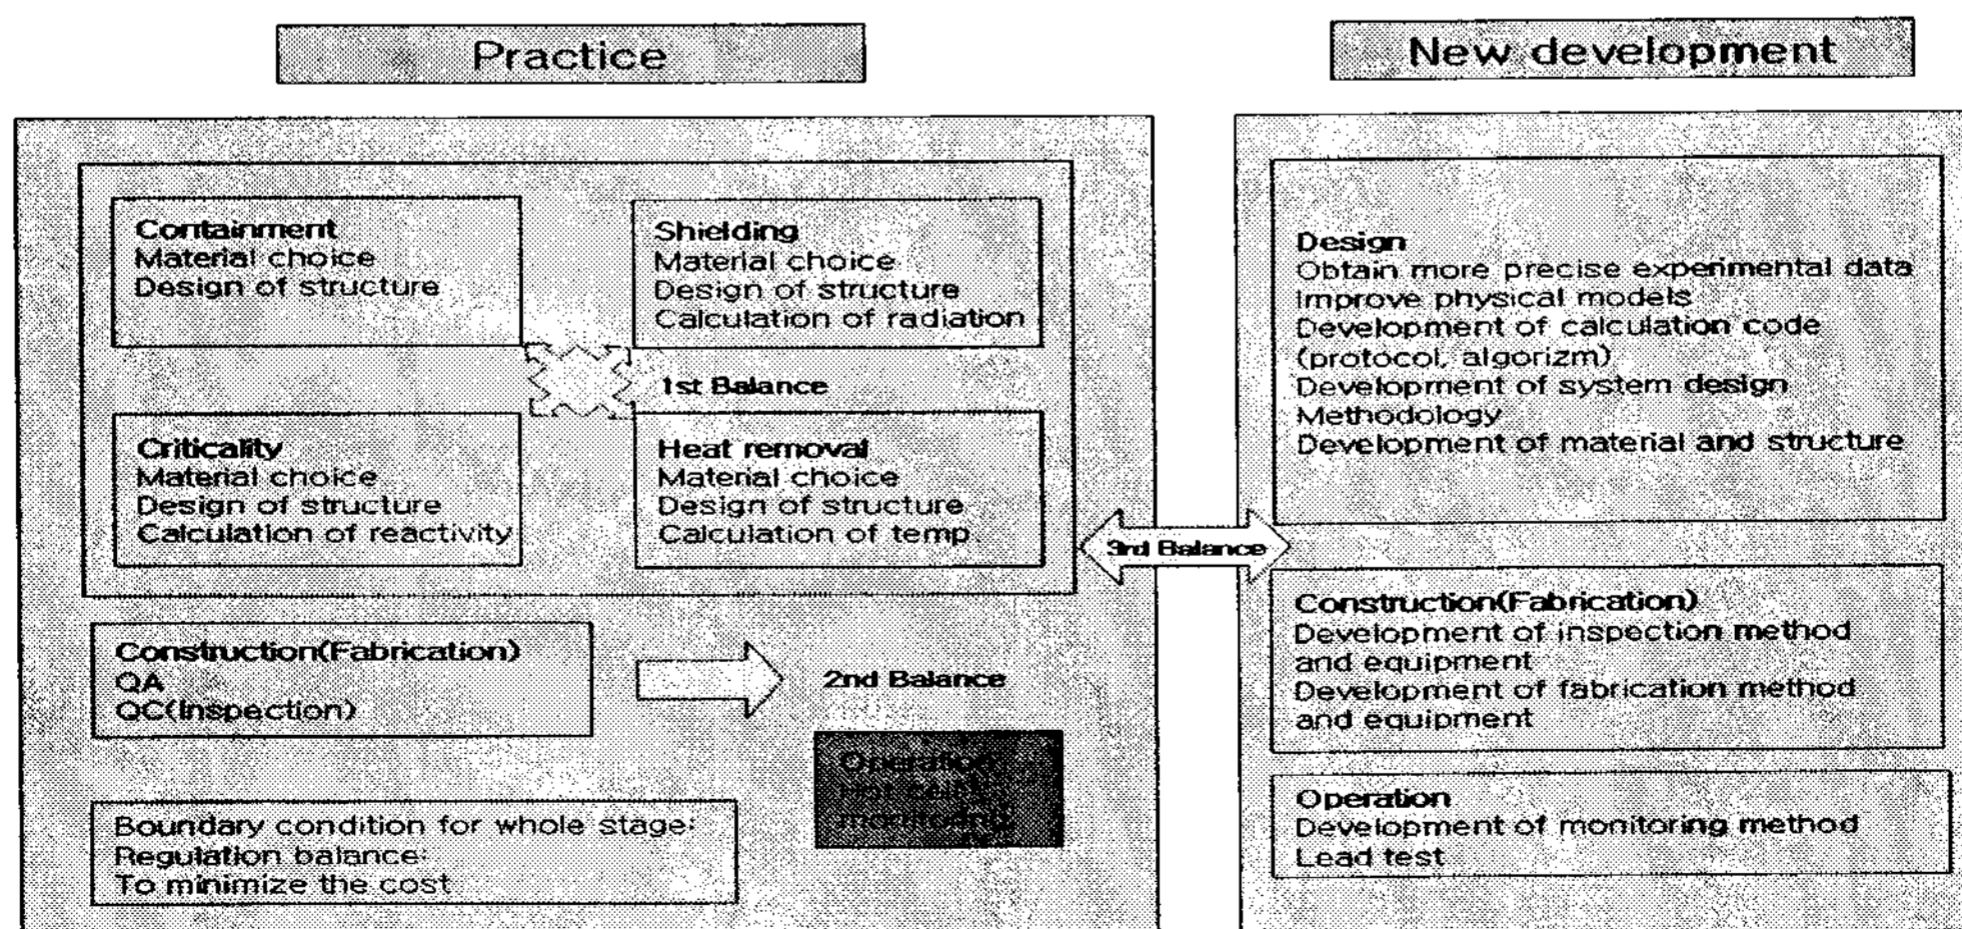 Practice
Containment
Material choice
Design of structure
Shielding
Material choice
Design of structure
Calculation of radiation
1st Balance
Criticality
Material choice
Design of structure
Calculation of reactivity
Heat removal
Material choice
Design of structure
Calculation of temp.
Construction(Fabrication)
QA
QC(Inspection)
2nd Balance
Operation
monitoring
Boundary condition for whole stage:
Regulation balance:
To minimize the cost
3rd Balance
New development
Design
Obtain more precise experimental data
Improve physical models
Development of calculation code
(protocol, algorizm)
Development of system design
Methodology
Development of material and structure
Construction(Fabrication)
Development of inspection method
and equipment
Development of fabrication method
and equipment
Operation
Development of monitoring method
Lead test